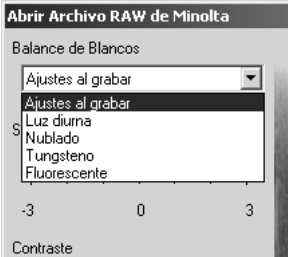 Abrir Archivo RAW de Minolta
Balance de Blancos
Ajustes al grabar
Ajustes al grabar
S
Luz diurna
Nublado
Tungsteno
Fluorescente
-3 0 3
Contraste